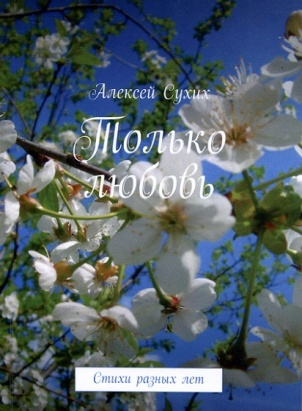 Алексей Сухих
Только
любовь
Стихи разных лет